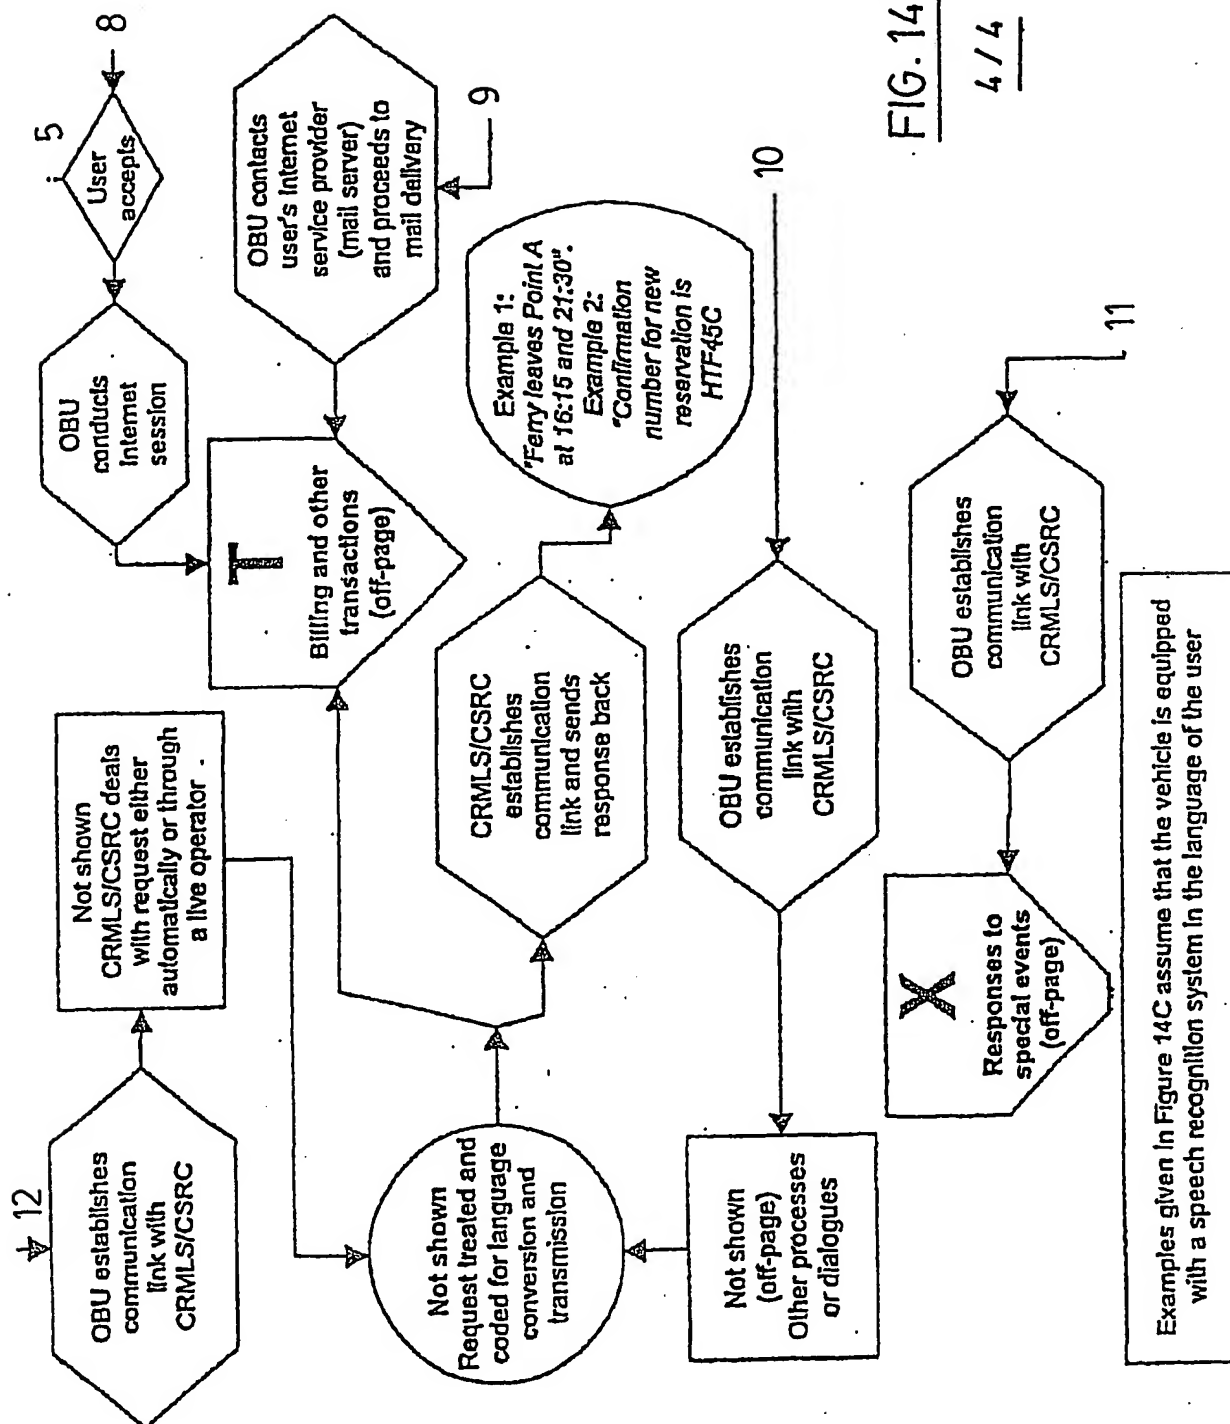 12
OBU establishes
communication
link with
CRMLS/CSRC
Not shown
CRMLS/CSRC deals
with request either
automatically or through
a live operator .
OBU
conducts
Internet
session
5
User
accepts
8
T
Billing and other
transactions
(off-page)
OBU contacts
user's Internet
service provider
(mail server)
and proceeds to
mail delivery
9
Not shown
Request treated and
coded for language
conversion and
transmission
CRMLS/CSRC
establishes
communication
link and sends
response back
Example 1:
"Ferry leaves Point A
at 16:15 and 21:30".
Example 2:
"Confirmation
number for new
reservation is
HTF45C
Not shown
(off-page)
Other processes
or dialogues
OBU establishes
communication
link with
CRMLS/CSRC
10
X
Responses to
special events
(off-page)
OBU establishes
communication
link with
CRMLS/CSRC
11
FIG. 14
4 / 4
Examples given in Figure 14C assume that the vehicle is equipped
with a speech recognition system in the language of the user